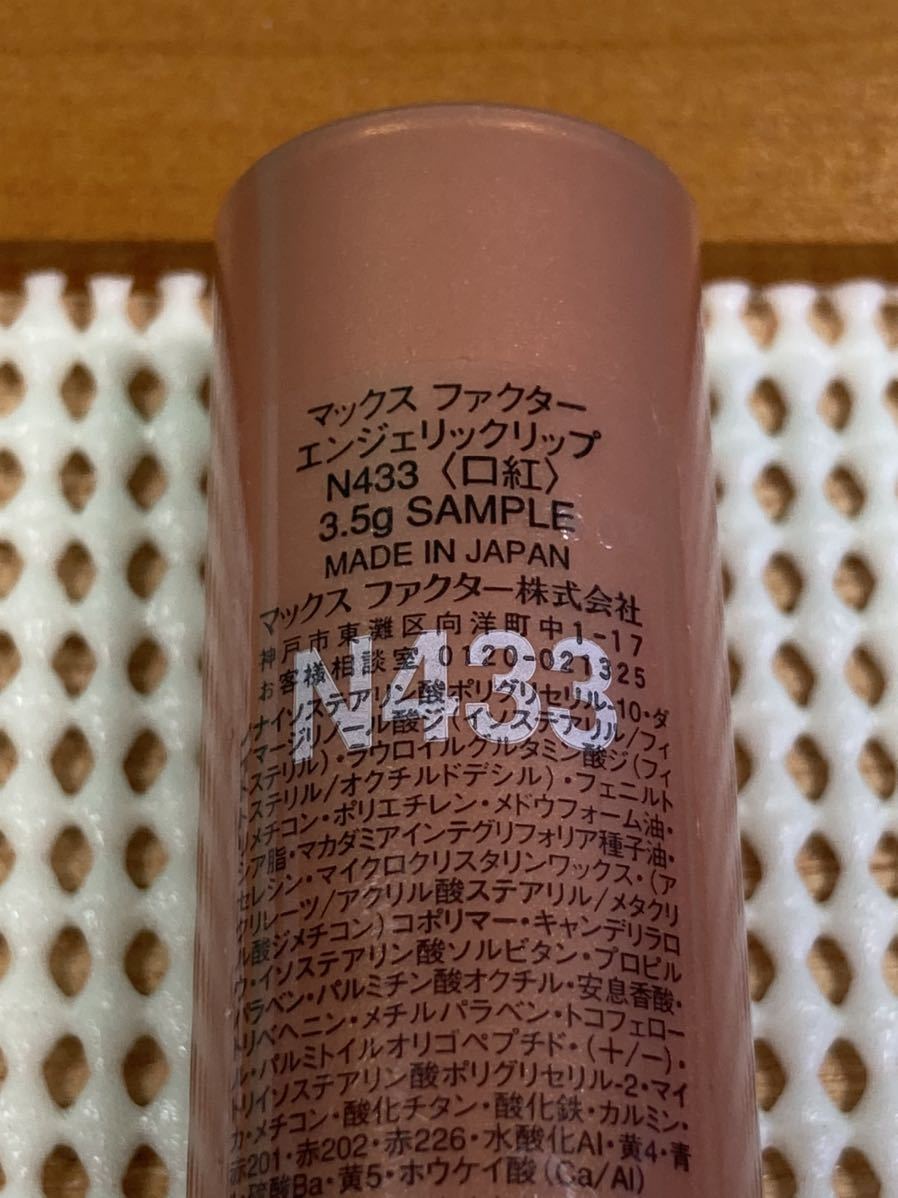 マックス ファクター
エンジェリックリップ
N433〈口紅〉
3.5g SAMPLE
MADE IN JAPAN
マックス ファクター株式会社
神戸市東灘区向洋町中1-17
お客様相談室 0120-021325
N433
ナイソステアリン酸ポリグリセリル-10・ダ
イマージリノール酸ジ(イソステアリル/フィ
トステリル)・ラウロイルグルタミン酸ジ(フィ
トステリル/オクチルドデシル)・フェニルト
リメチコン・ポリエチレン・メドウフォーム油・
シア脂・マカダミアインテグリフォリア種子油・
セレシン・マイクロクリスタリンワックス・(ア
クリレーツ/アクリル酸ステアリル/メタクリ
ル酸ジメチコン)コポリマー・キャンデリラロ
ウ・イソステアリン酸ソルビタン・プロピル
パラベン・パルミチン酸オクチル・安息香酸・
トリベヘニン・メチルパラベン・トコフェロー
ル・パルミトイルオリゴペプチド・(+/-)・
トリイソステアリン酸ポリグリセリル-2・マイ
カ・メチコン・酸化チタン・酸化鉄・カルミン・
赤201・赤202・赤226・水酸化Al・黄4・青
1・硫酸Ba・黄5・ホウケイ酸(Ca/Al)